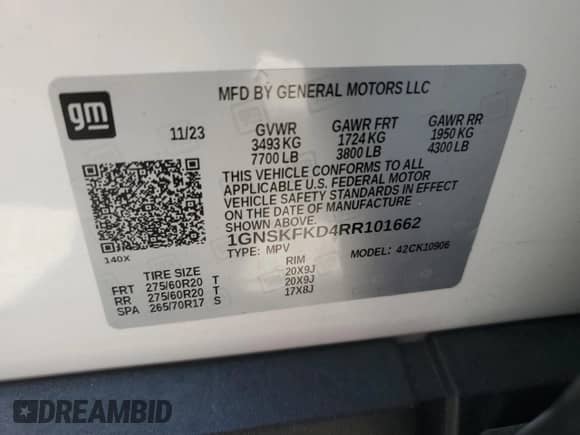 gm
MFD BY GENERAL MOTORS LLC
11/23 GVWR GAWR FRT GAWR RR
3493 KG 1724 KG 1950 KG
7700 LB 3800 LB 4300 LB
THIS VEHICLE CONFORMS TO ALL
APPLICABLE U.S. FEDERAL MOTOR
VEHICLE SAFETY STANDARDS IN EFFECT
ON THE DATE OF MANUFACTURE
SHOWN ABOVE.
1GNSKFKD4RR101662
140X TYPE: MPV MODEL: 42CK10906
TIRE SIZE RIM
FRT 275/60R20 T 20X9J
RR 275/60R20 T 20X9J
SPA 265/70R17 S 17X8J
DREAMBID